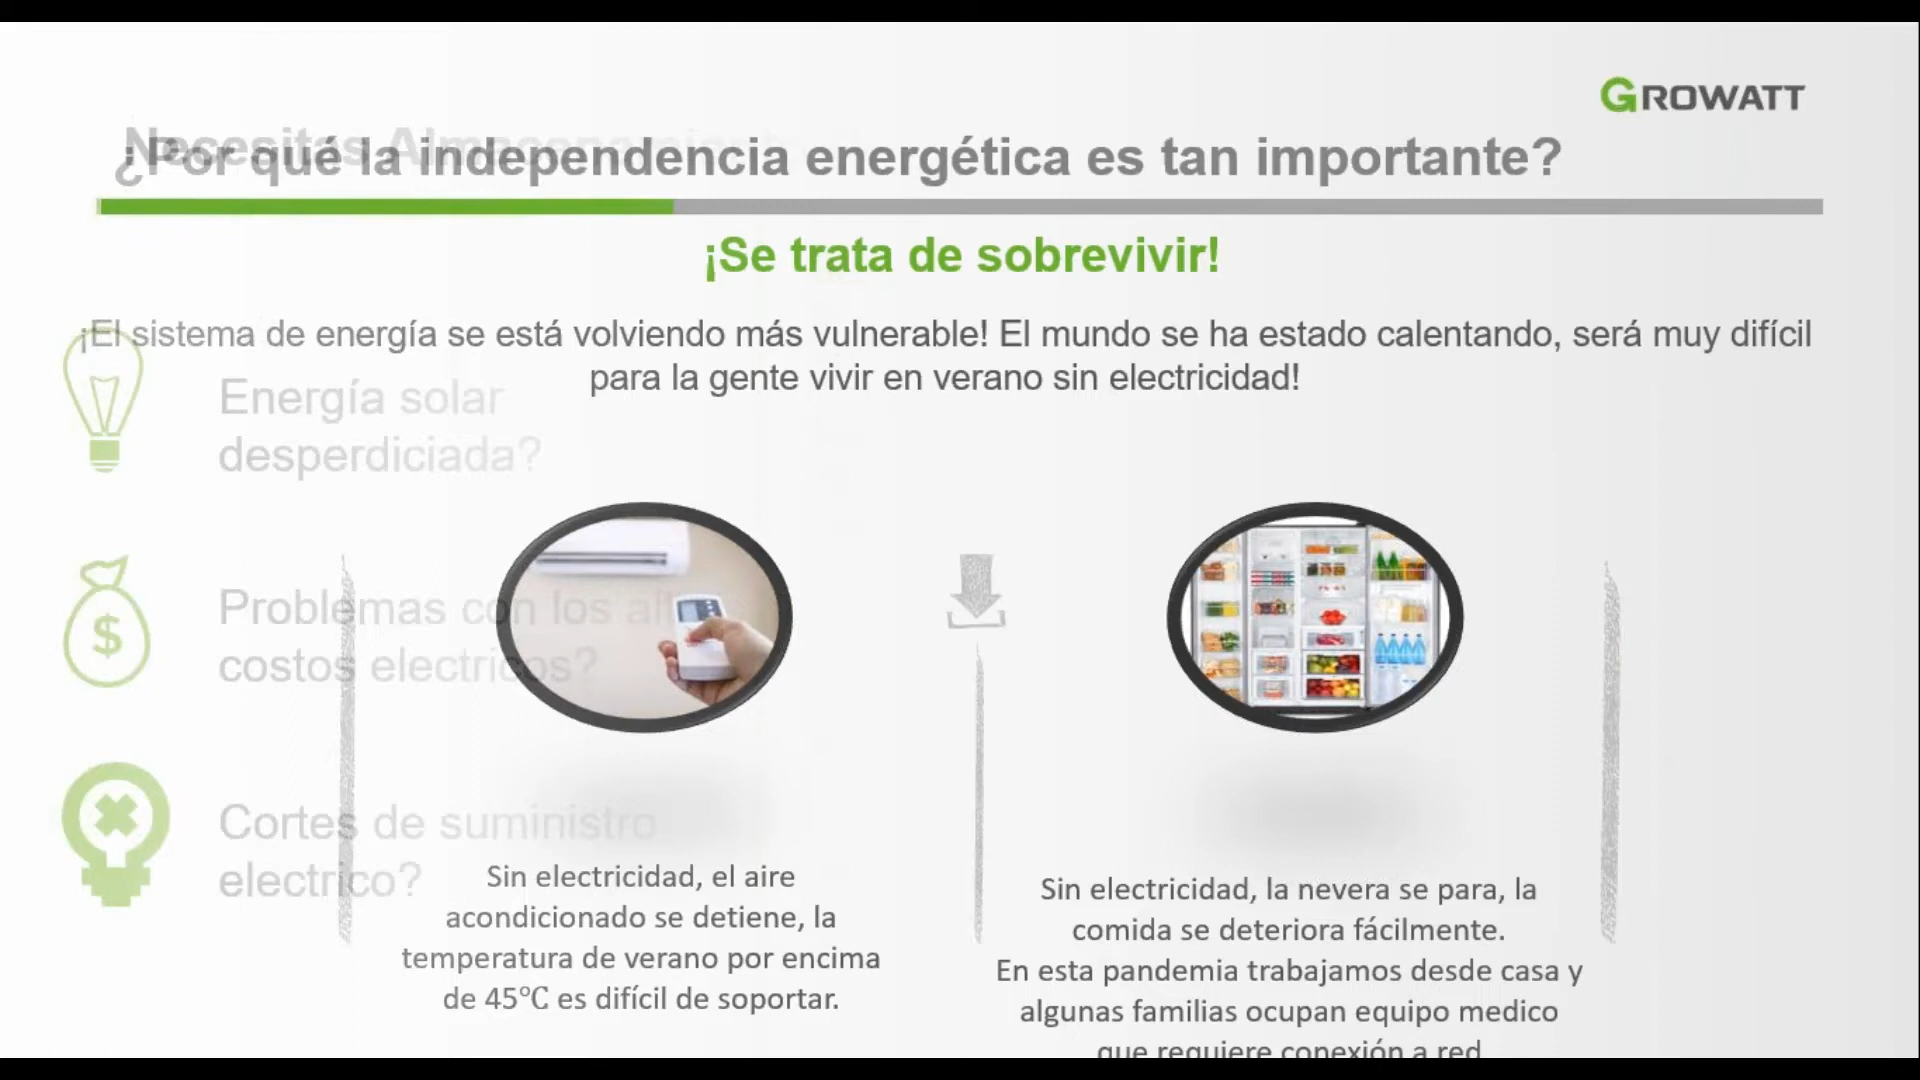 GROWATT
Necesitas
¿Por qué la independencia energética es tan importante?
¡Se trata de sobrevivir!
¡El sistema de energía se está volviendo más vulnerable! El mundo se ha estado calentando, será muy difícil
para la gente vivir en verano sin electricidad!
Energía solar
desperdiciada?
Problemas con los
costos electricos?
$
Cortes de suministro
electrico?
Sin electricidad, el aire
acondicionado se detiene, la
temperatura de verano por encima
de 45°C es difícil de soportar.
Sin electricidad, la nevera se para, la
comida se deteriora fácilmente.
En esta pandemia trabajamos desde casa y
algunas familias ocupan equipo medico
que requiere conexión a red